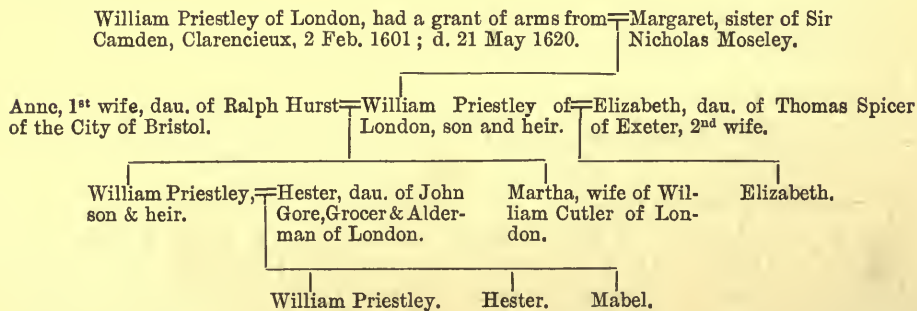 William Priestley of London, had a grant of arms from Margaret, sister of Sir
Camden, Clarencieux, 2 Feb. 1601 ; d. 21 May 1620. Nicholas Moseley.
Anne, 1st wife, dau. of Ralph Hurst William Priestley of Elizabeth, dau. of Thomas Spicer
of the City of Bristol. London, son and heir. of Exeter, 2nd wife.
William Priestley, Hester, dau. of John Martha, wife of Wil- Elizabeth.
son & heir. Gore, Grocer & Alder- liam Cutler of Lon-
man of London. don.
William Priestley. Hester. Mabel.